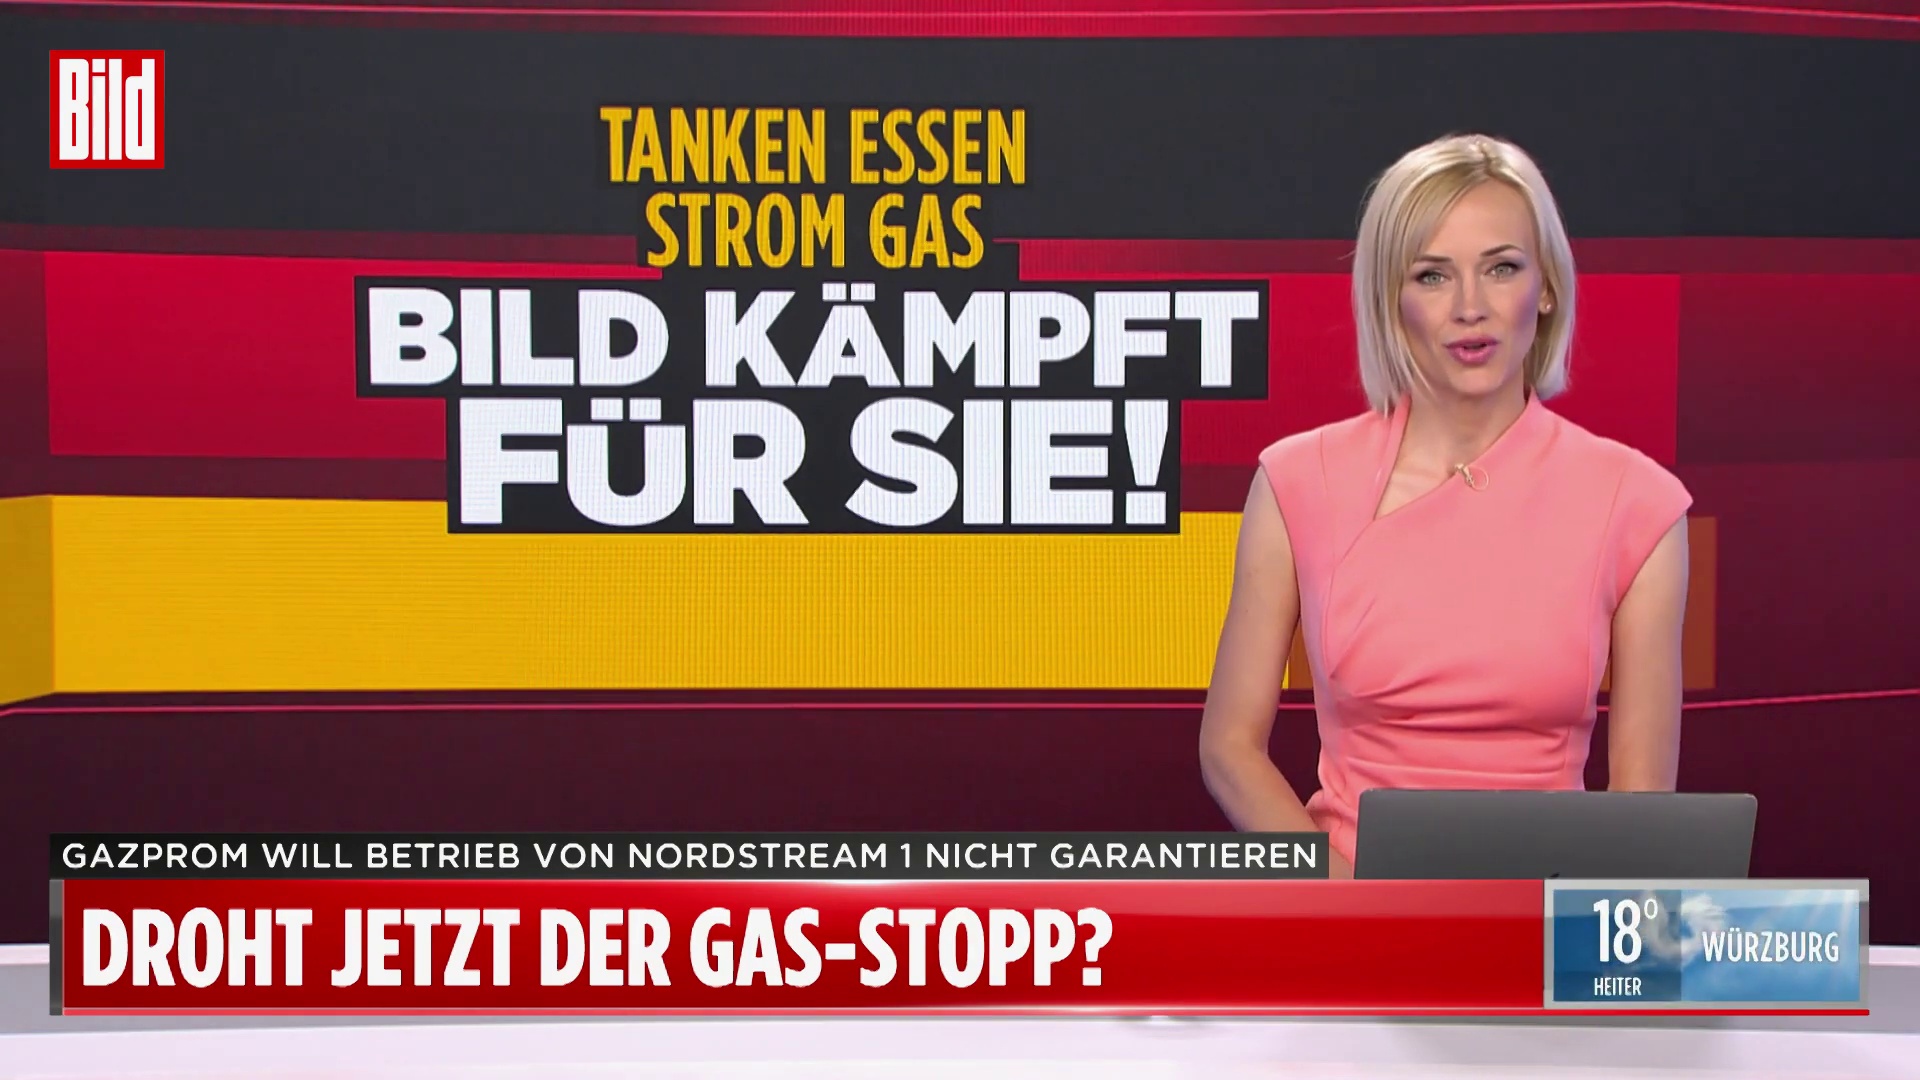 Bild
TANKEN ESSEN
STROM GAS
BILD KÄMPFT
FÜR SIE!
GAZPROM WILL BETRIEB VON NORDSTREAM 1 NICHT GARANTIEREN
DROHT JETZT DER GAS-STOPP?
18°
HEITER
WÜRZBURG